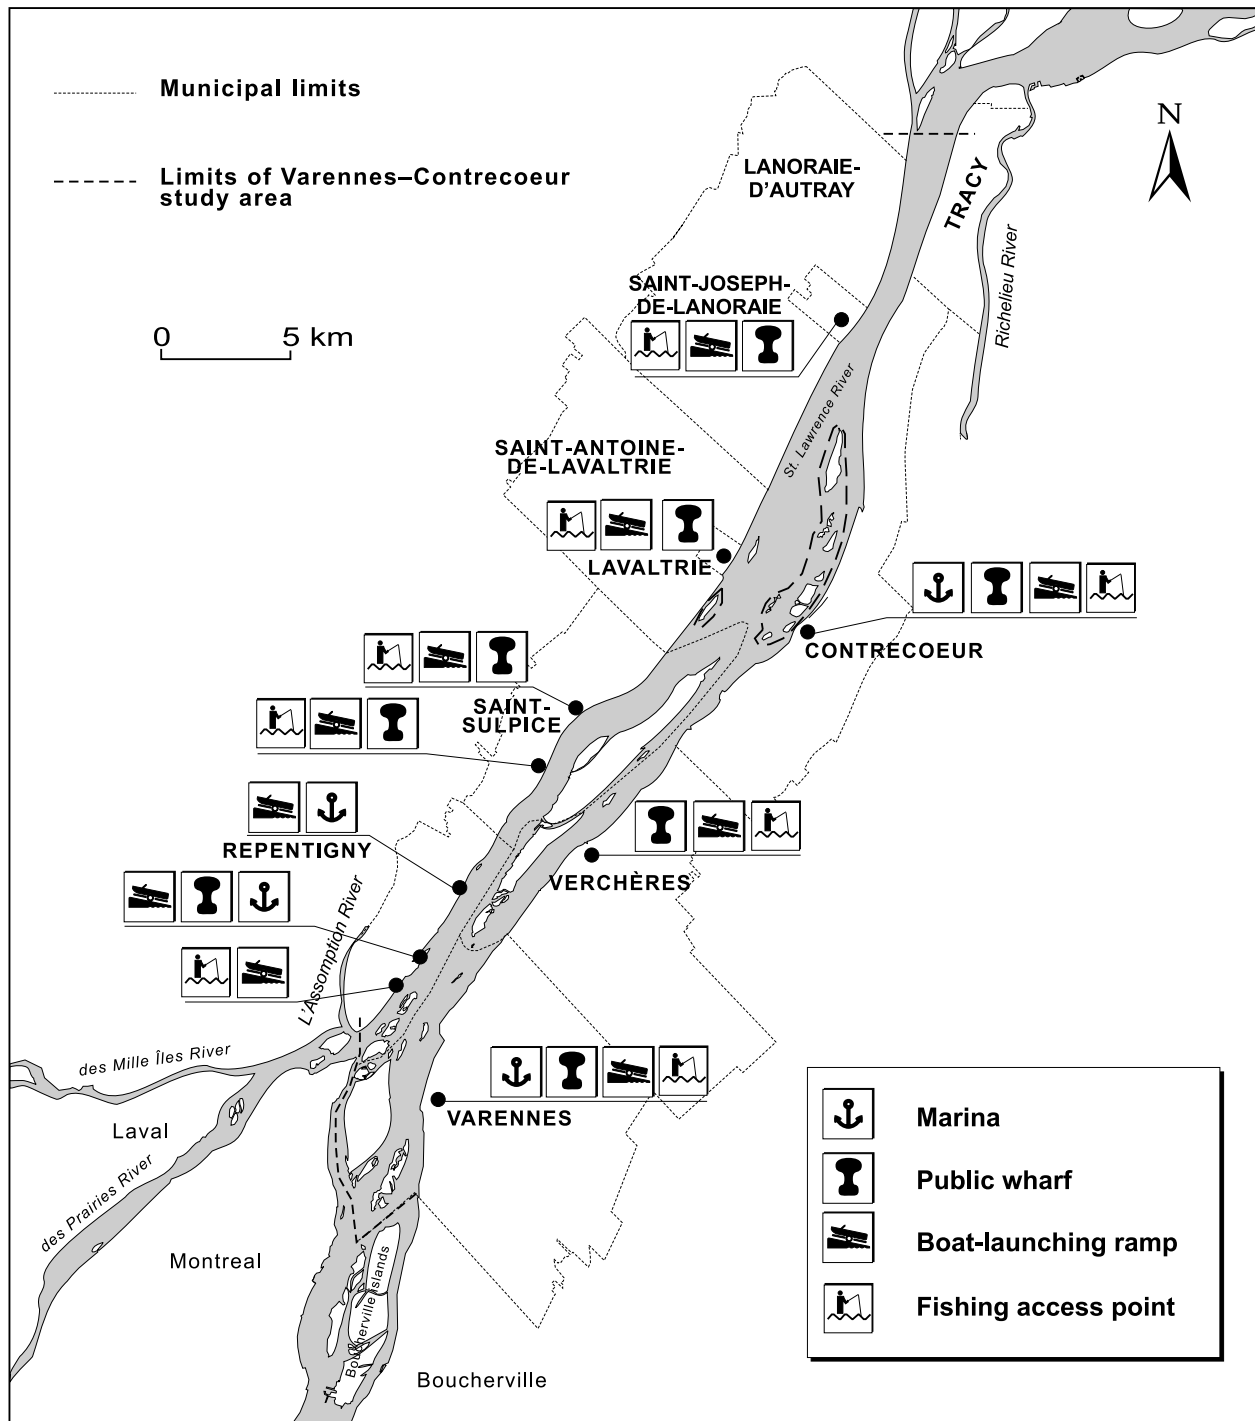 Municipal limits
Limits of Varennes–Contrecoeur
study area
0 5 km
N
LANORAIE-
D'AUTRAY
TRACY
Richelieu River
SAINT-JOSEPH-
DE-LANORAIE
St. Lawrence River
SAINT-ANTOINE-
DE-LAVALTRIE
LAVALTRIE
CONTRECOEUR
SAINT-
SULPICE
REPENTIGNY
VERCHÈRES
L'Assomption River
des Mille Îles River
VARENNES
Laval
des Prairies River
Montreal
Boucherville Islands
Boucherville
Marina
Public wharf
Boat-launching ramp
Fishing access point